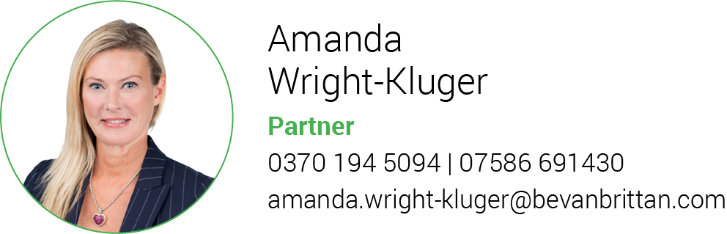 Amanda
Wright-Kluger
Partner
0370 194 5094 | 07586 691430
amanda.wright-kluger@bevanbrittan.com